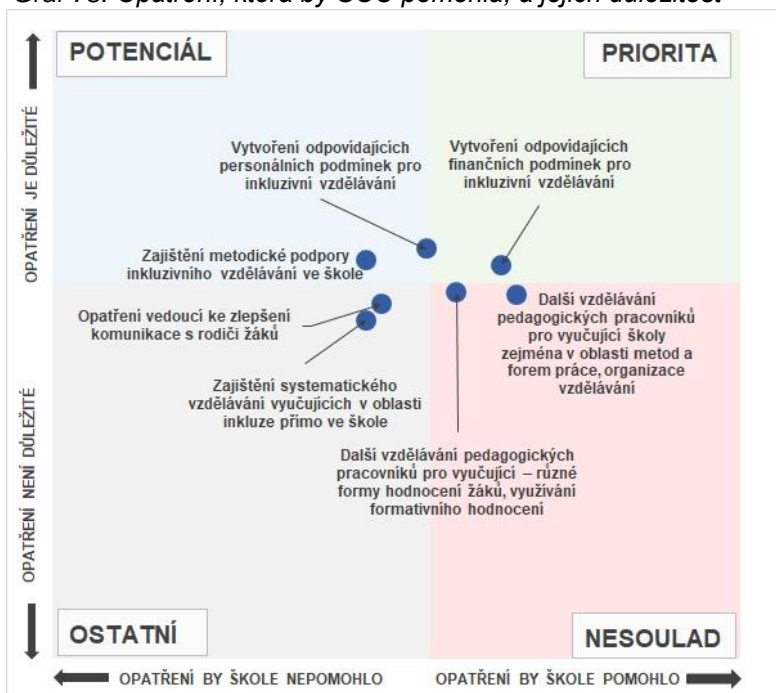 Graf 78: Opatření, která by SOŠ pomohla, a jejich důležitost
POTENCIÁL
PRIORITA
OPATŘENÍ JE DŮLEŽITÉ
Vytvoření odpovídajících
personálních podmínek pro
inkluzivní vzdělávání
Vytvoření odpovídajících
finančních podmínek pro
inkluzivní vzdělávání
Zajištění metodické podpory
inkluzivního vzdělávání ve škole
Opatření vedoucí ke zlepšení
komunikace s rodiči žáků
Další vzdělávání
pedagogických pracovníků
pro vyučující školy
zejména v oblasti metod a
forem práce, organizace
vzdělávání
Zajištění systematického
vzdělávání vyučujících v oblasti
inkluze přímo ve škole
Další vzdělávání pedagogických
pracovníků pro vyučující – různé
formy hodnocení žáků, využívání
formativního hodnocení
OPATŘENÍ NENÍ DŮLEŽITÉ
OSTATNÍ
NESOULAD
OPATŘENÍ BY ŠKOLE NEPOMOHLO
OPATŘENÍ BY ŠKOLE POMOHLO